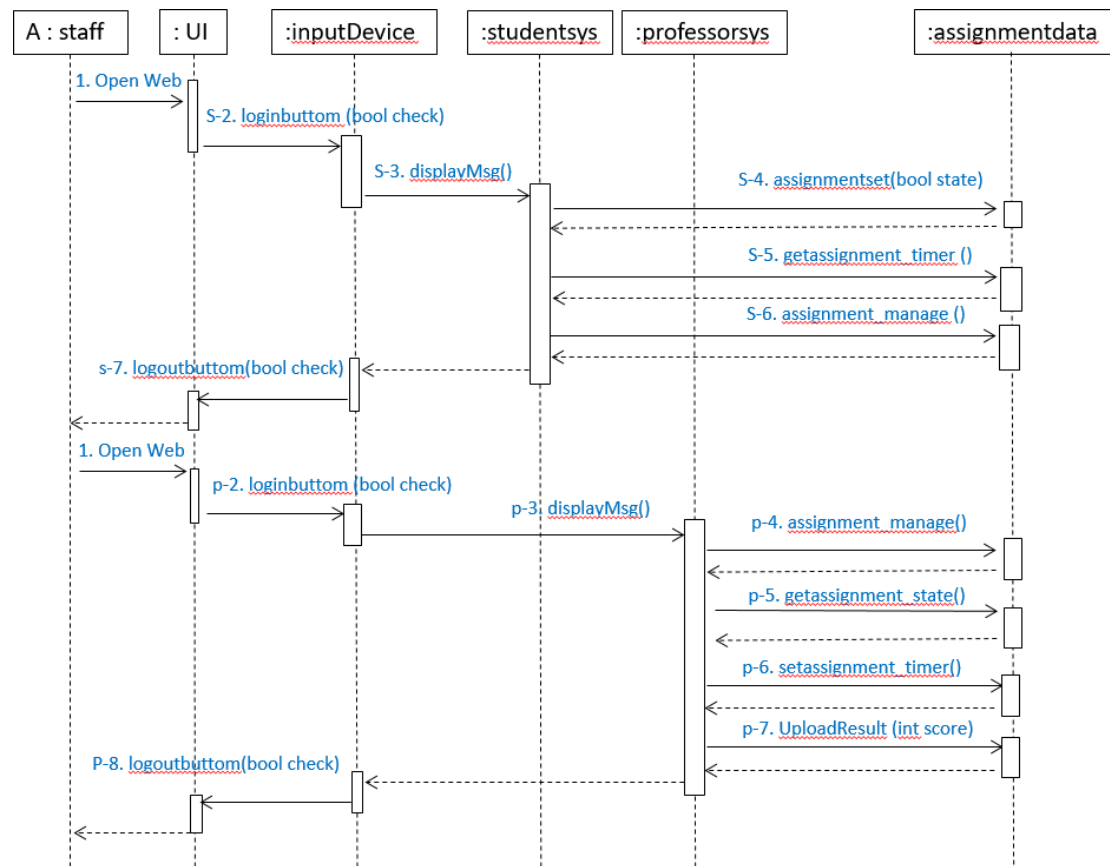 A : staff
: UI
:inputDevice
:studentsys
:professorsys
:assignmentdata
1. Open Web
S-2. loginbuttom (bool check)
S-3. displayMsg()
S-4. assignmentset(bool state)
S-5. getassignment_timer ()
S-6. assignment_manage ()
s-7. logoutbuttom(bool check)
1. Open Web
p-2. loginbuttom (bool check)
p-3. displayMsg()
p-4. assignment_manage()
p-5. getassignment_state()
p-6. setassignment_timer()
p-7. UploadResult (int score)
P-8. logoutbuttom(bool check)